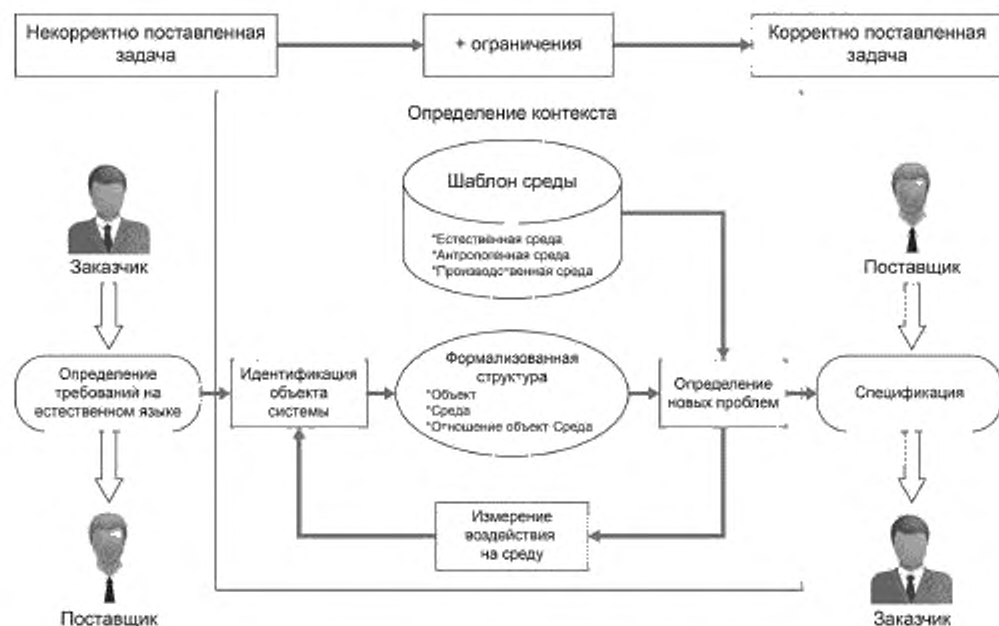 Некорректно поставленная
задача
+ ограничения
Корректно поставленная
задача
Определение контекста
Шаблон среды
*Естественная среда
*Антропогенная среда
*Производственная среда
Заказчик
Поставщик
Определение
требований на
естественном языке
Идентификация
объекта
системы
Формализованная
структура
*Объект
*Среда
*Отношение объект Среда
Определение
новых проблем
Спецификация
Измерение
воздействия
на среду
Поставщик
Заказчик